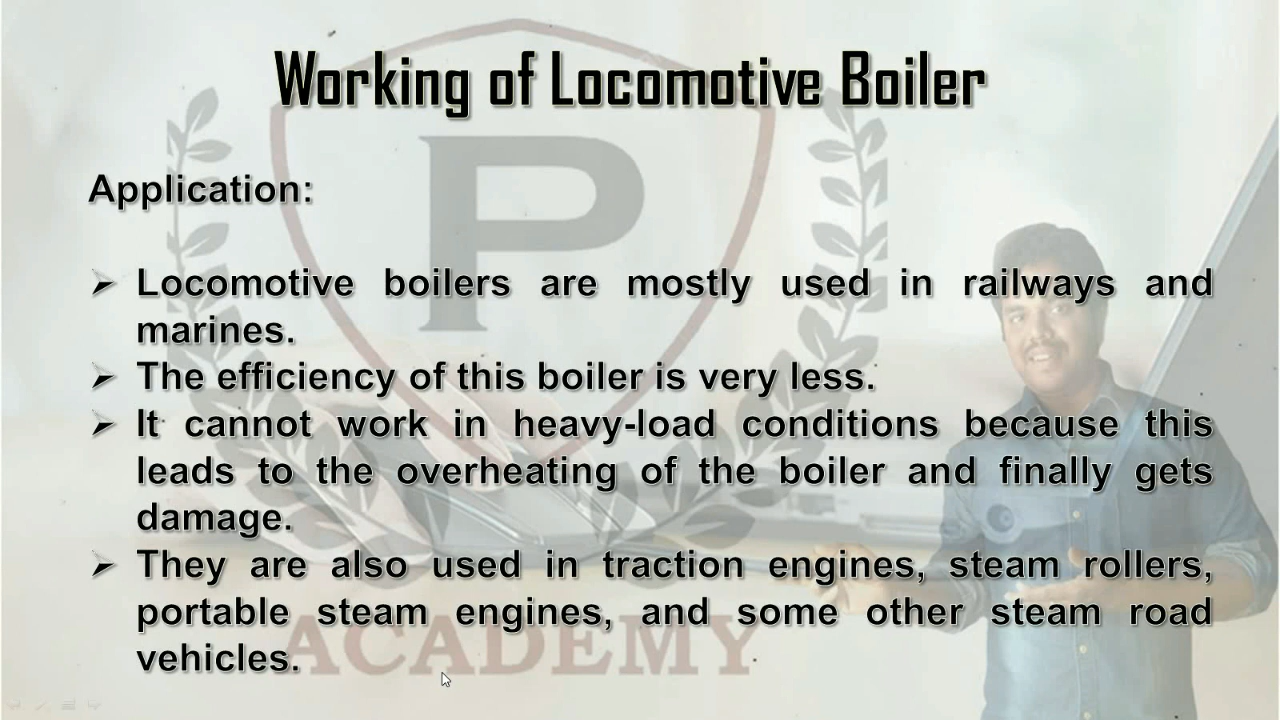 Working of Locomotive Boiler
Application:
➢ Locomotive boilers are mostly used in railways and
marines.
➢ The efficiency of this boiler is very less.
➢ It cannot work in heavy-load conditions because this
leads to the overheating of the boiler and finally gets
damage.
➢ They are also used in traction engines, steam rollers,
portable steam engines, and some other steam road
vehicles.
P
ACADEMY